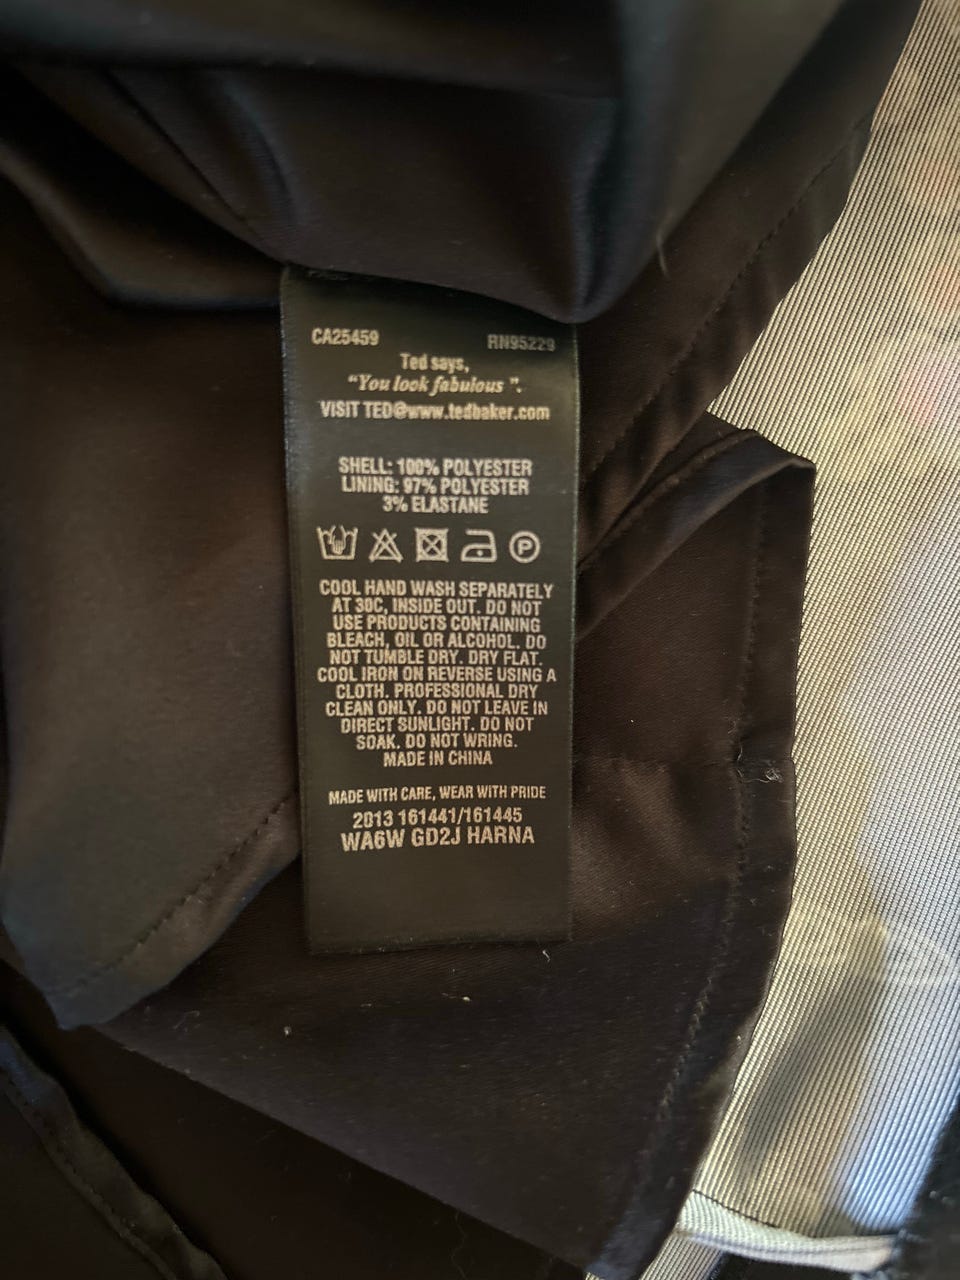 CA25459 RN95229
Ted says,
"You look fabulous ".
VISIT TED@www.tedbaker.com
SHELL: 100% POLYESTER
LINING: 97% POLYESTER
3% ELASTANE
P
COOL HAND WASH SEPARATELY
AT 30C, INSIDE OUT. DO NOT
USE PRODUCTS CONTAINING
BLEACH, OIL OR ALCOHOL. DO
NOT TUMBLE DRY. DRY FLAT.
COOL IRON ON REVERSE USING A
CLOTH. PROFESSIONAL DRY
CLEAN ONLY. DO NOT LEAVE IN
DIRECT SUNLIGHT. DO NOT
SOAK. DO NOT WRING.
MADE IN CHINA
MADE WITH CARE, WEAR WITH PRIDE
2013 161441/161445
WA6W GD2J HARNA